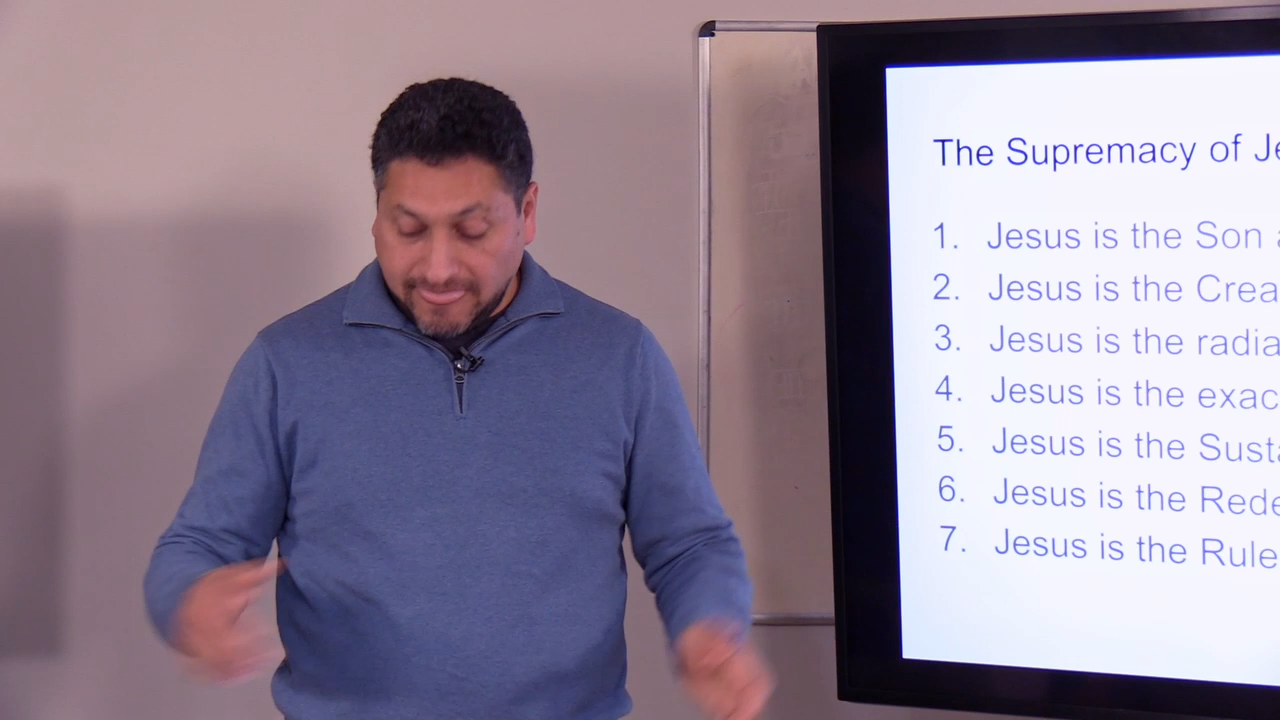 The Supremacy of Je
1. Jesus is the Son
2. Jesus is the Crea
3. Jesus is the radia
4. Jesus is the exac
5. Jesus is the Susta
6. Jesus is the Rede
7. Jesus is the Rule